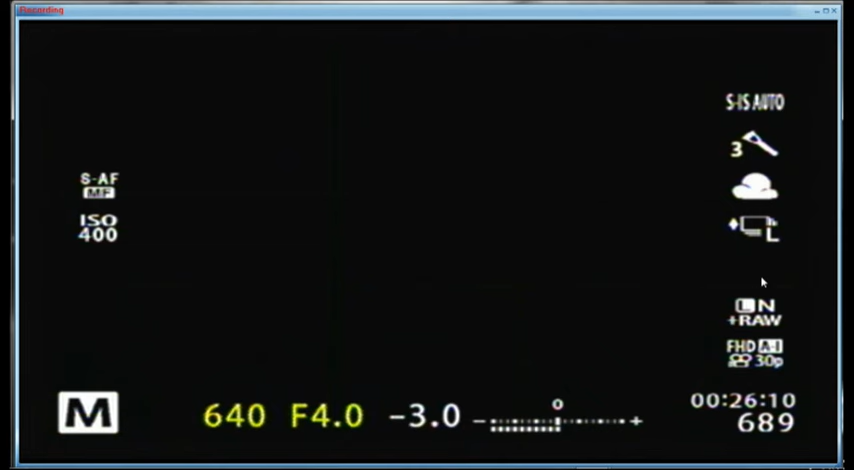 Recording
S-IS AUTO
3
S-AF
MF
ISO
400
L
L N
+RAW
FHD A-I
30p
M 640 F4.0 -3.0 - 0 +
00:26:10
689